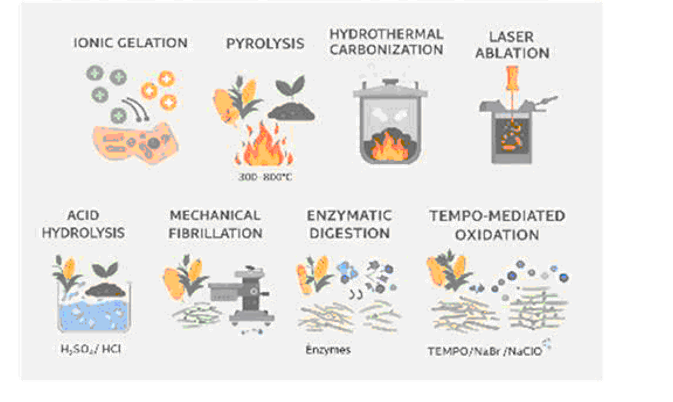 IONIC GELATION
PYROLYSIS
HYDROTHERMAL
CARBONIZATION
LASER
ABLATION
300-800°C
ACID
HYDROLYSIS
MECHANICAL
FIBRILLATION
ENZYMATIC
DIGESTION
TEMPO-MEDIATED
OXIDATION
H₂SO₄/ HCl
Enzymes
TEMPO/NaBr/NaClO